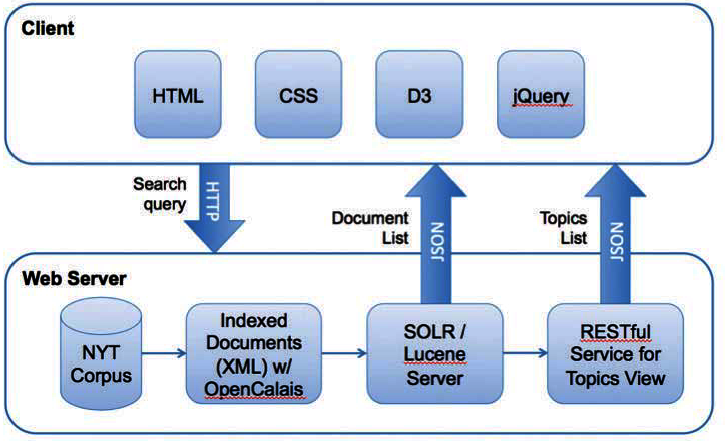 Client
HTML
CSS
D3
jQuery
Search
query
HTTP
Document
List
JSON
Topics
List
JSON
Web Server
NYT
Corpus
Indexed
Documents
(XML) w/
OpenCalais
SOLR /
Lucene
Server
RESTful
Service for
Topics View